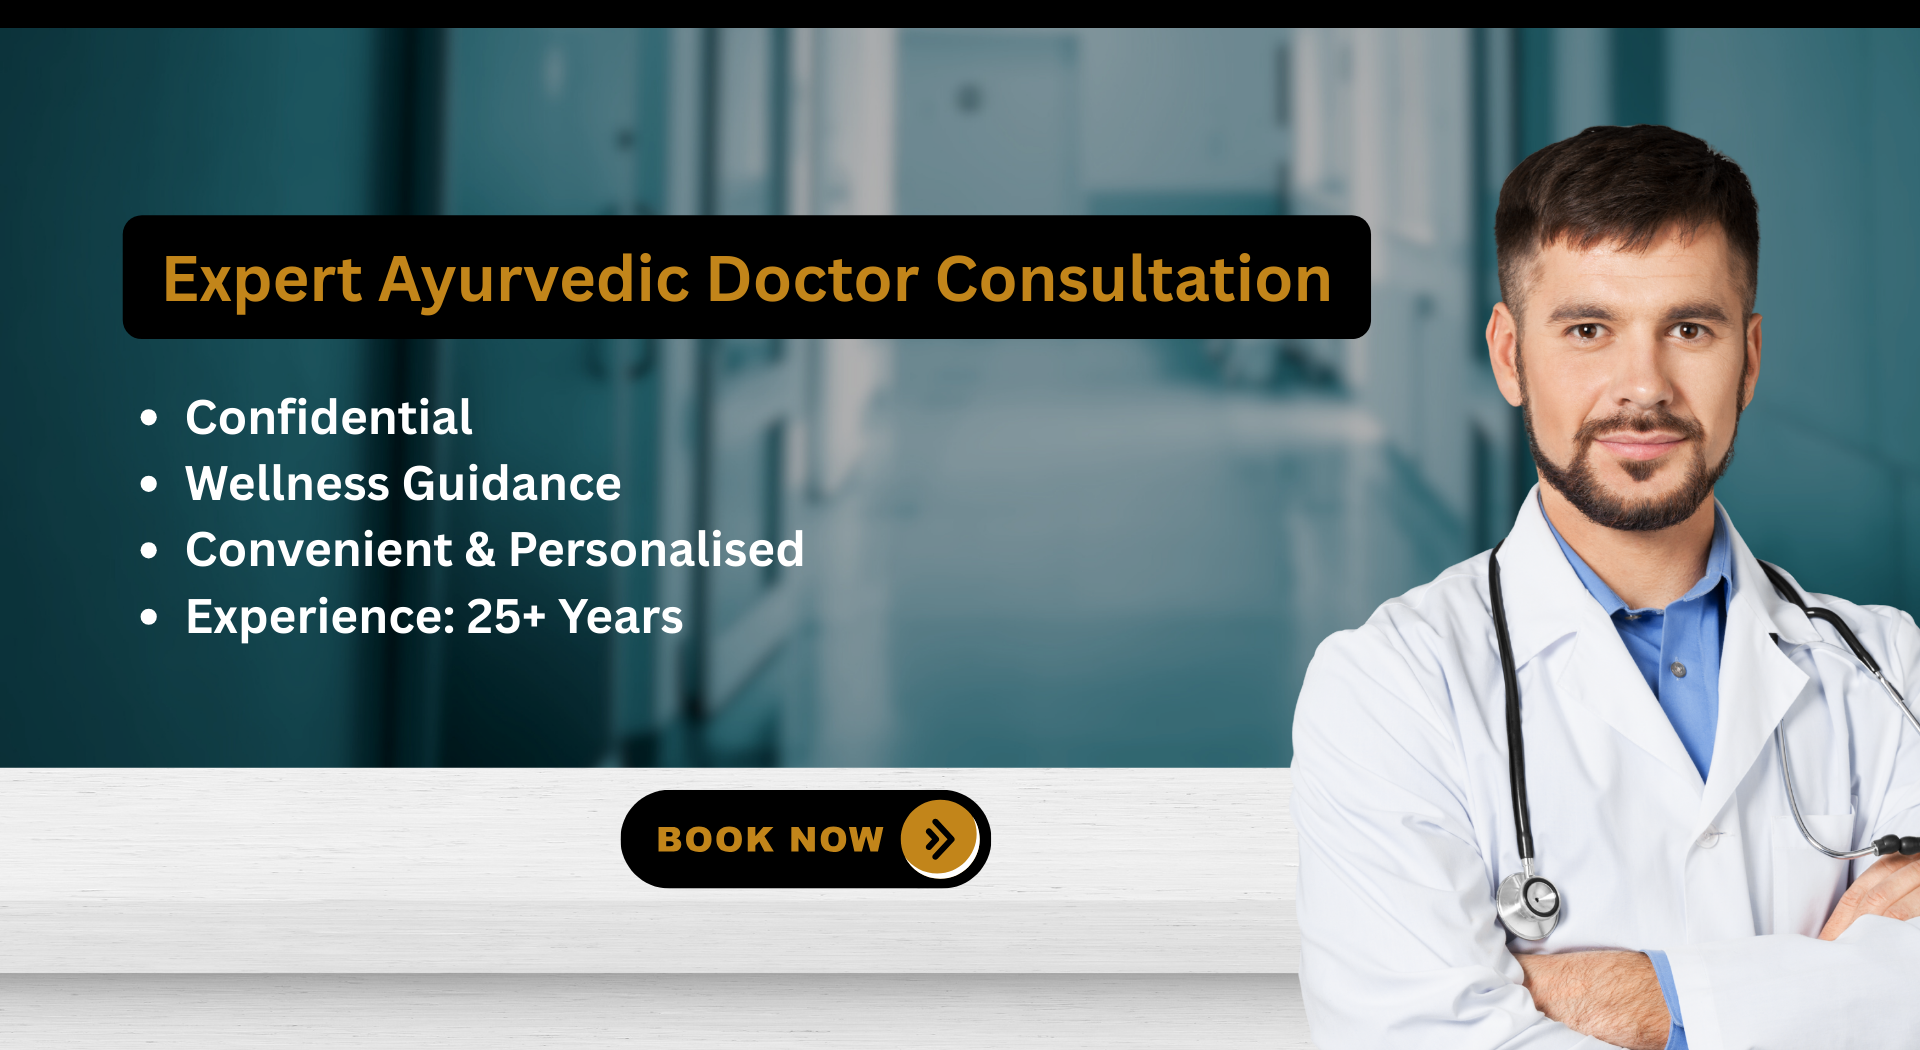 Expert Ayurvedic Doctor Consultation
• Confidential
• Wellness Guidance
• Convenient & Personalised
• Experience: 25+ Years
BOOK NOW